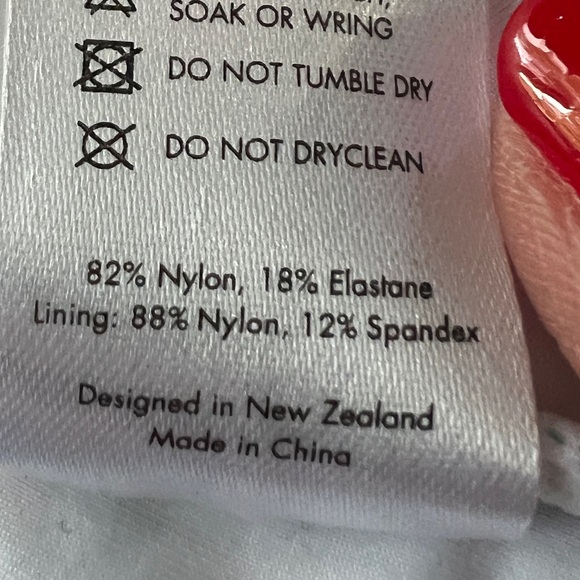 SOAK OR WRING
DO NOT TUMBLE DRY
DO NOT DRYCLEAN
82% Nylon, 18% Elastane
Lining: 88% Nylon, 12% Spandex
Designed in New Zealand
Made in China